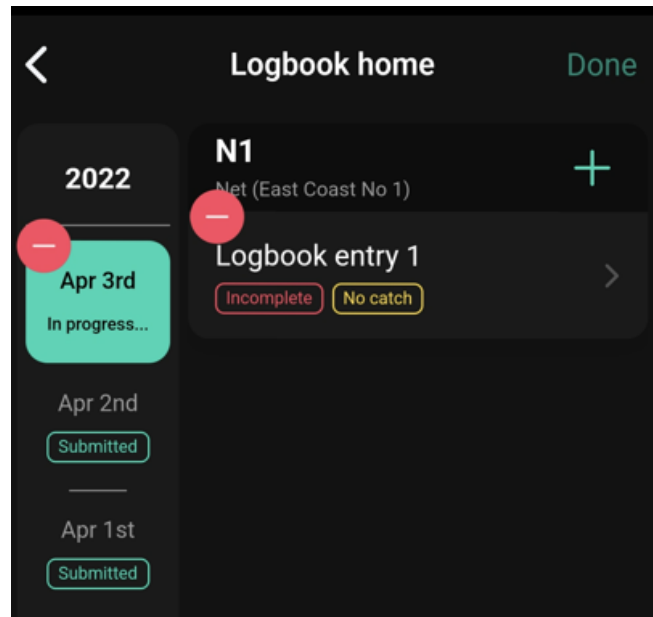 Logbook home
Done
2022
Apr 3rd
In progress...
Apr 2nd
Submitted
Apr 1st
Submitted
N1
Net (East Coast No 1)
Logbook entry 1
Incomplete
No catch